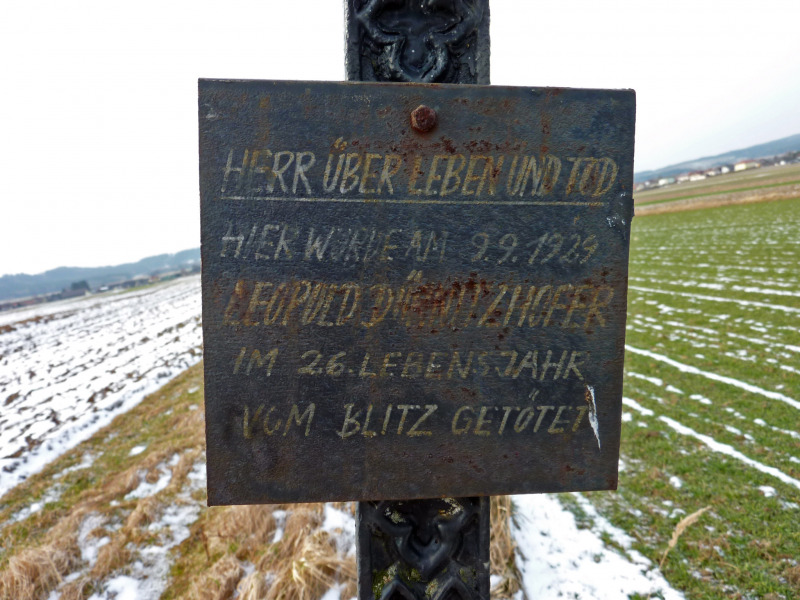 HERR ÜBER LEBEN UND TOD
HIER WURDE AM 9.9.1929
LEOPOLD
IM 26. LEBENSJAHR
VOM BLITZ GETÖTET